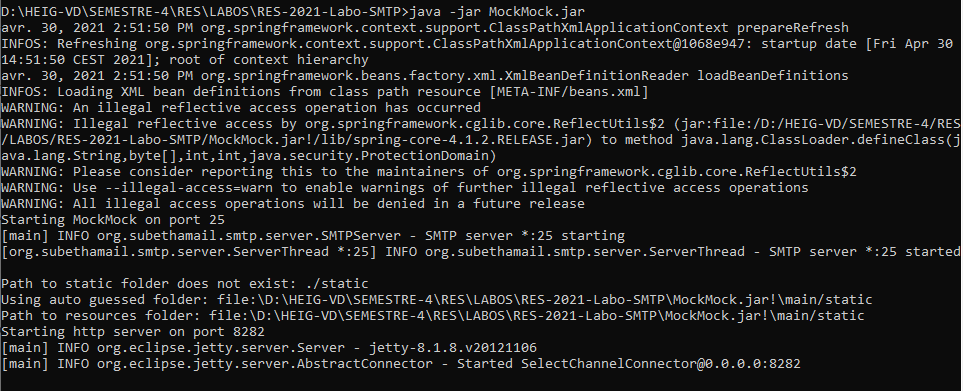 D:\HEIG-VD\SEMESTRE-4\RES\LABOS\RES-2021-Labo-SMTP>java -jar MockMock.jar
avr. 30, 2021 2:51:50 PM org.springframework.context.support.ClassPathXmlApplicationContext prepareRefresh
INFOS: Refreshing org.springframework.context.support.ClassPathXmlApplicationContext@1068e947: startup date [Fri Apr 30
14:51:50 CEST 2021]; root of context hierarchy
avr. 30, 2021 2:51:50 PM org.springframework.beans.factory.xml.XmlBeanDefinitionReader loadBeanDefinitions
INFOS: Loading XML bean definitions from class path resource [META-INF/beans.xml]
WARNING: An illegal reflective access operation has occurred
WARNING: Illegal reflective access by org.springframework.cglib.core.ReflectUtils$2 (jar:file:/D:/HEIG-VD/SEMESTRE-4/RES
/LABOS/RES-2021-Labo-SMTP/MockMock.jar!/lib/spring-core-4.1.2.RELEASE.jar) to method java.lang.ClassLoader.defineClass(j
ava.lang.String,byte[],int,int,java.security.ProtectionDomain)
WARNING: Please consider reporting this to the maintainers of org.springframework.cglib.core.ReflectUtils$2
WARNING: Use --illegal-access=warn to enable warnings of further illegal reflective access operations
WARNING: All illegal access operations will be denied in a future release
Starting MockMock on port 25
[main] INFO org.subethamail.smtp.server.SMTPServer - SMTP server *:25 starting
[org.subethamail.smtp.server.ServerThread *:25] INFO org.subethamail.smtp.server.ServerThread - SMTP server *:25 started
Path to static folder does not exist: ./static
Using auto guessed folder: file:\D:\HEIG-VD\SEMESTRE-4\RES\LABOS\RES-2021-Labo-SMTP\MockMock.jar!\main/static
Path to resources folder: file:\D:\HEIG-VD\SEMESTRE-4\RES\LABOS\RES-2021-Labo-SMTP\MockMock.jar!\main/static
Starting http server on port 8282
[main] INFO org.eclipse.jetty.server.Server - jetty-8.1.8.v20121106
[main] INFO org.eclipse.jetty.server.AbstractConnector - Started SelectChannelConnector@0.0.0.0:8282